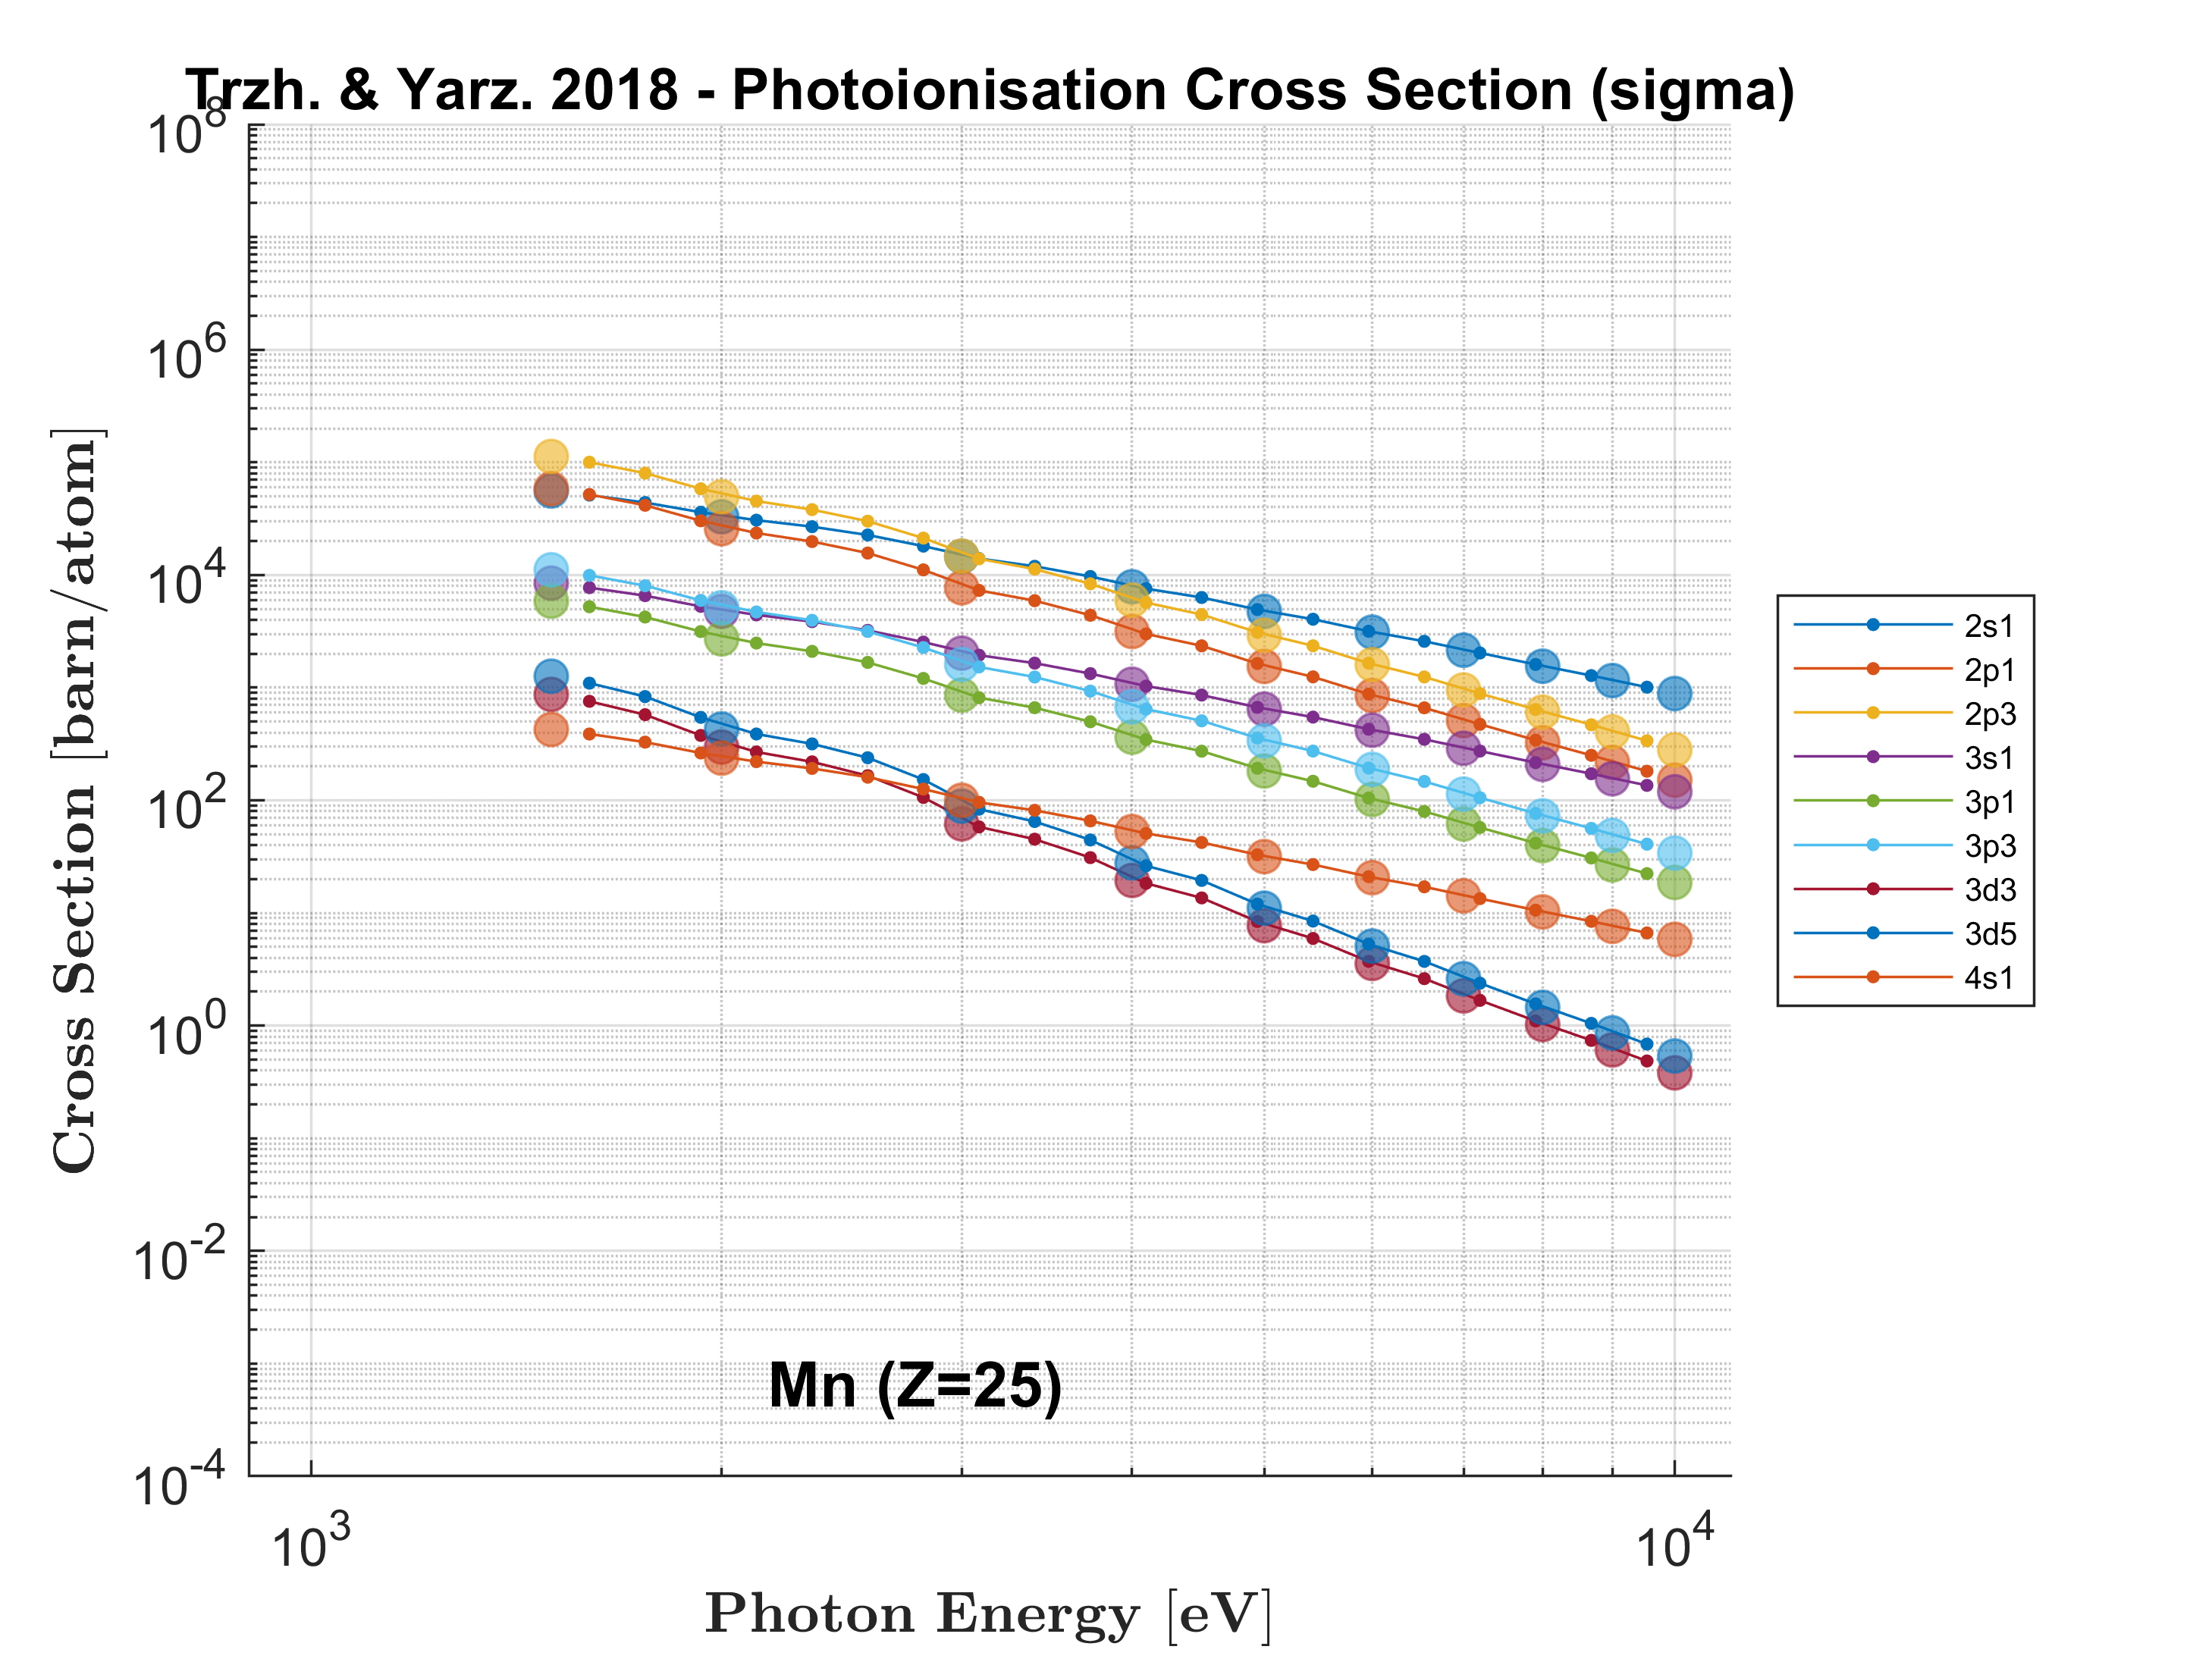 Trzh. & Yarz. 2018 - Photoionisation Cross Section (sigma)
10^8
10^6
10^4
10^2
10^0
10^-2
10^-4
Cross Section [barn/atom]
Mn (Z=25)
10^3
10^4
Photon Energy [eV]
2s1
2p1
2p3
3s1
3p1
3p3
3d3
3d5
4s1